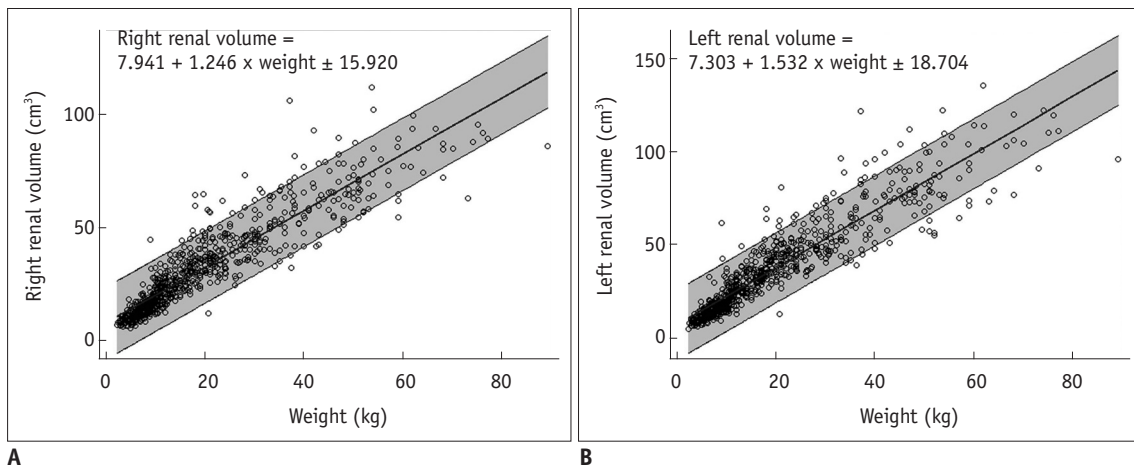 Right renal volume =
7.941 + 1.246 x weight ± 15.920
100
50
0
Right renal volume (cm³)
0 20 40 60 80
Weight (kg)
A
Left renal volume =
7.303 + 1.532 x weight ± 18.704
150
100
50
0
Left renal volume (cm³)
0 20 40 60 80
Weight (kg)
B